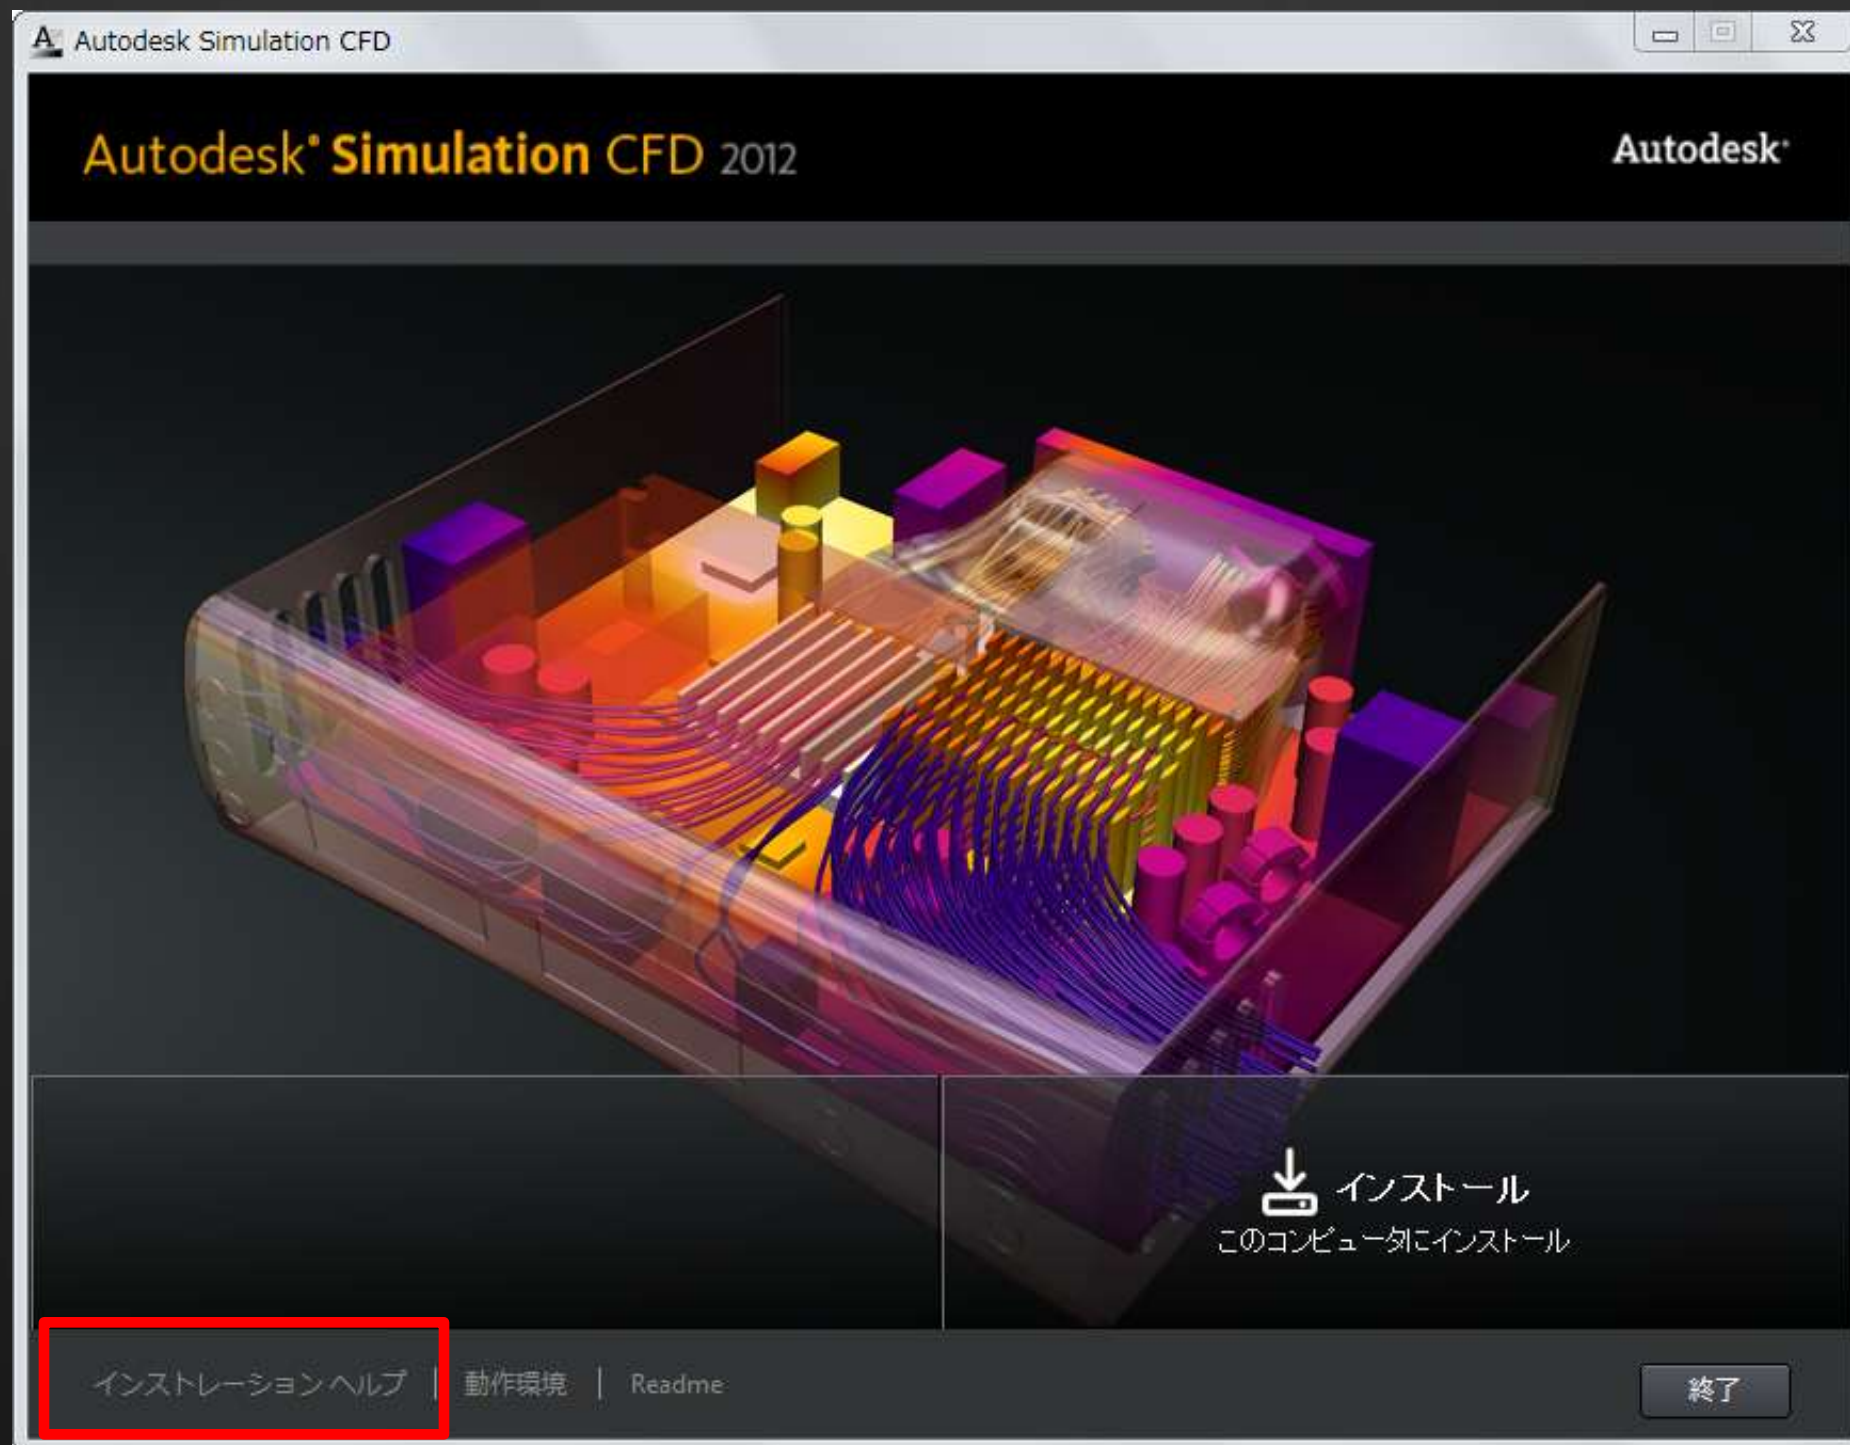 Autodesk Simulation CFD
Autodesk® Simulation CFD 2012
Autodesk®
インストール
このコンピュータにインストール
インストレーション ヘルプ | 動作環境 | Readme
終了